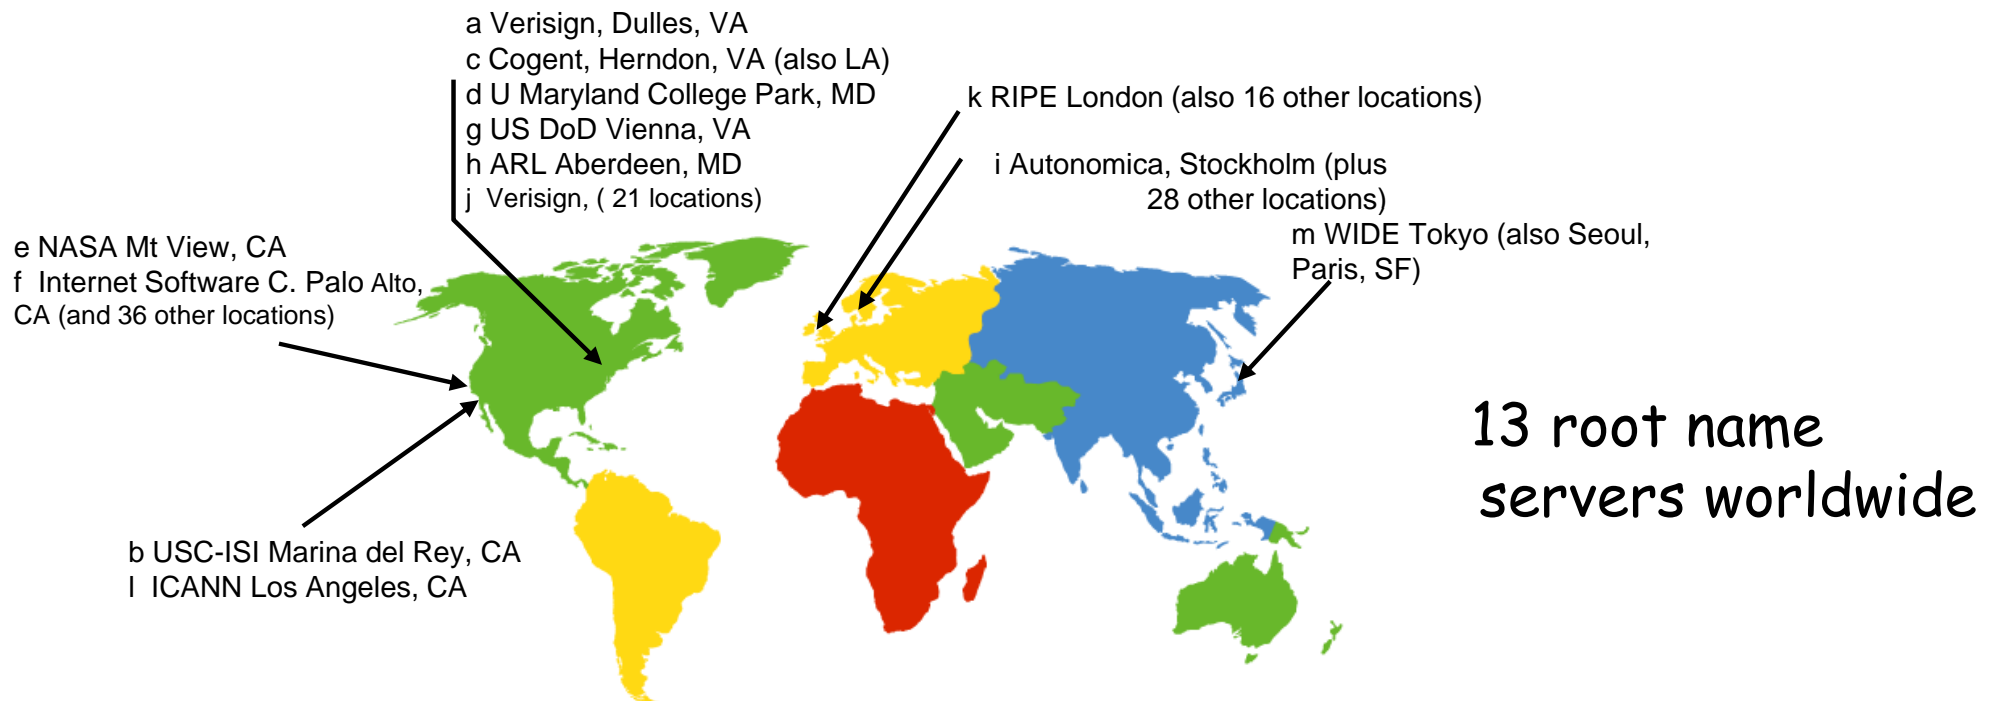 a Verisign, Dulles, VA
c Cogent, Herndon, VA (also LA)
d U Maryland College Park, MD
g US DoD Vienna, VA
h ARL Aberdeen, MD
j Verisign, ( 21 locations)
k RIPE London (also 16 other locations)
i Autonomica, Stockholm (plus
28 other locations)
m WIDE Tokyo (also Seoul,
Paris, SF)
e NASA Mt View, CA
f Internet Software C. Palo Alto,
CA (and 36 other locations)
13 root name
servers worldwide
b USC-ISI Marina del Rey, CA
l ICANN Los Angeles, CA